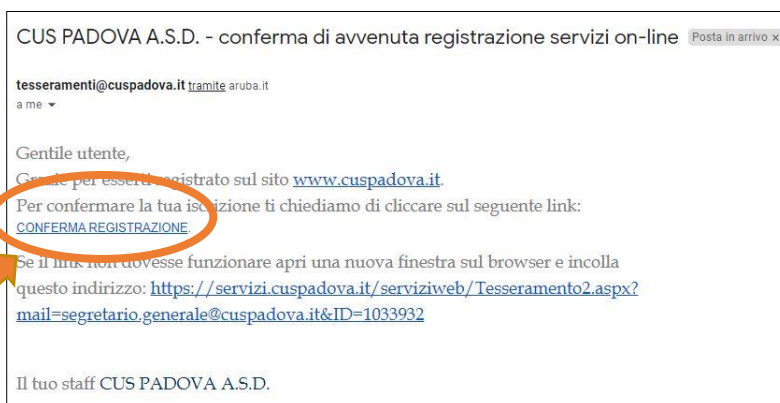 CUS PADOVA A.S.D. - conferma di avvenuta registrazione servizi on-line Posta in arrivo x
tesseramenti@cuspadova.it tramite aruba.it
a me
Gentile utente,
Grazie per esserti registrato sul sito www.cuspadova.it.
Per confermare la tua iscrizione ti chiediamo di cliccare sul seguente link:
CONFERMA REGISTRAZIONE.
Se il link non dovesse funzionare apri una nuova finestra sul browser e incolla
questo indirizzo: https://servizi.cuspadova.it/serviziweb/Tesseramento2.aspx?
mail=segretario.generale@cuspadova.it&ID=1033932
Il tuo staff CUS PADOVA A.S.D.